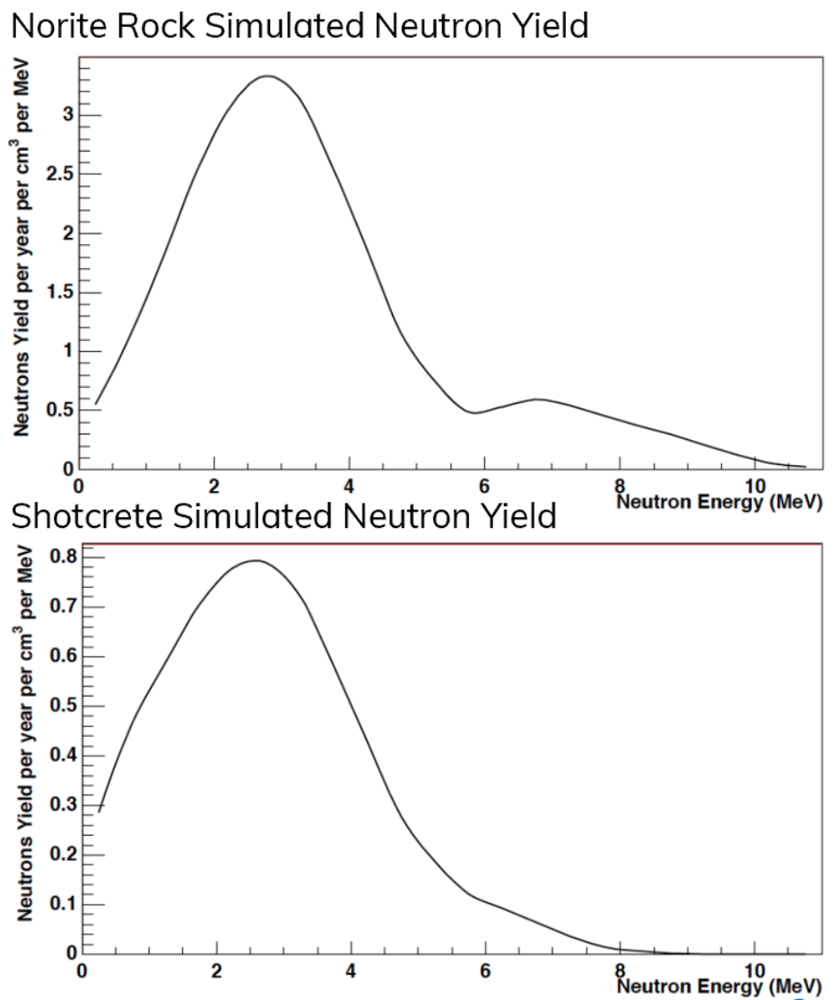 Norite Rock Simulated Neutron Yield
Neutrons Yield per year per cm³ per MeV
3
2.5
2
1.5
1
0.5
0
0 2 4 6 8 10
Neutron Energy (MeV)
Shotcrete Simulated Neutron Yield
Neutrons Yield per year per cm³ per MeV
0.8
0.7
0.6
0.5
0.4
0.3
0.2
0.1
0
0 2 4 6 8 10
Neutron Energy (MeV)